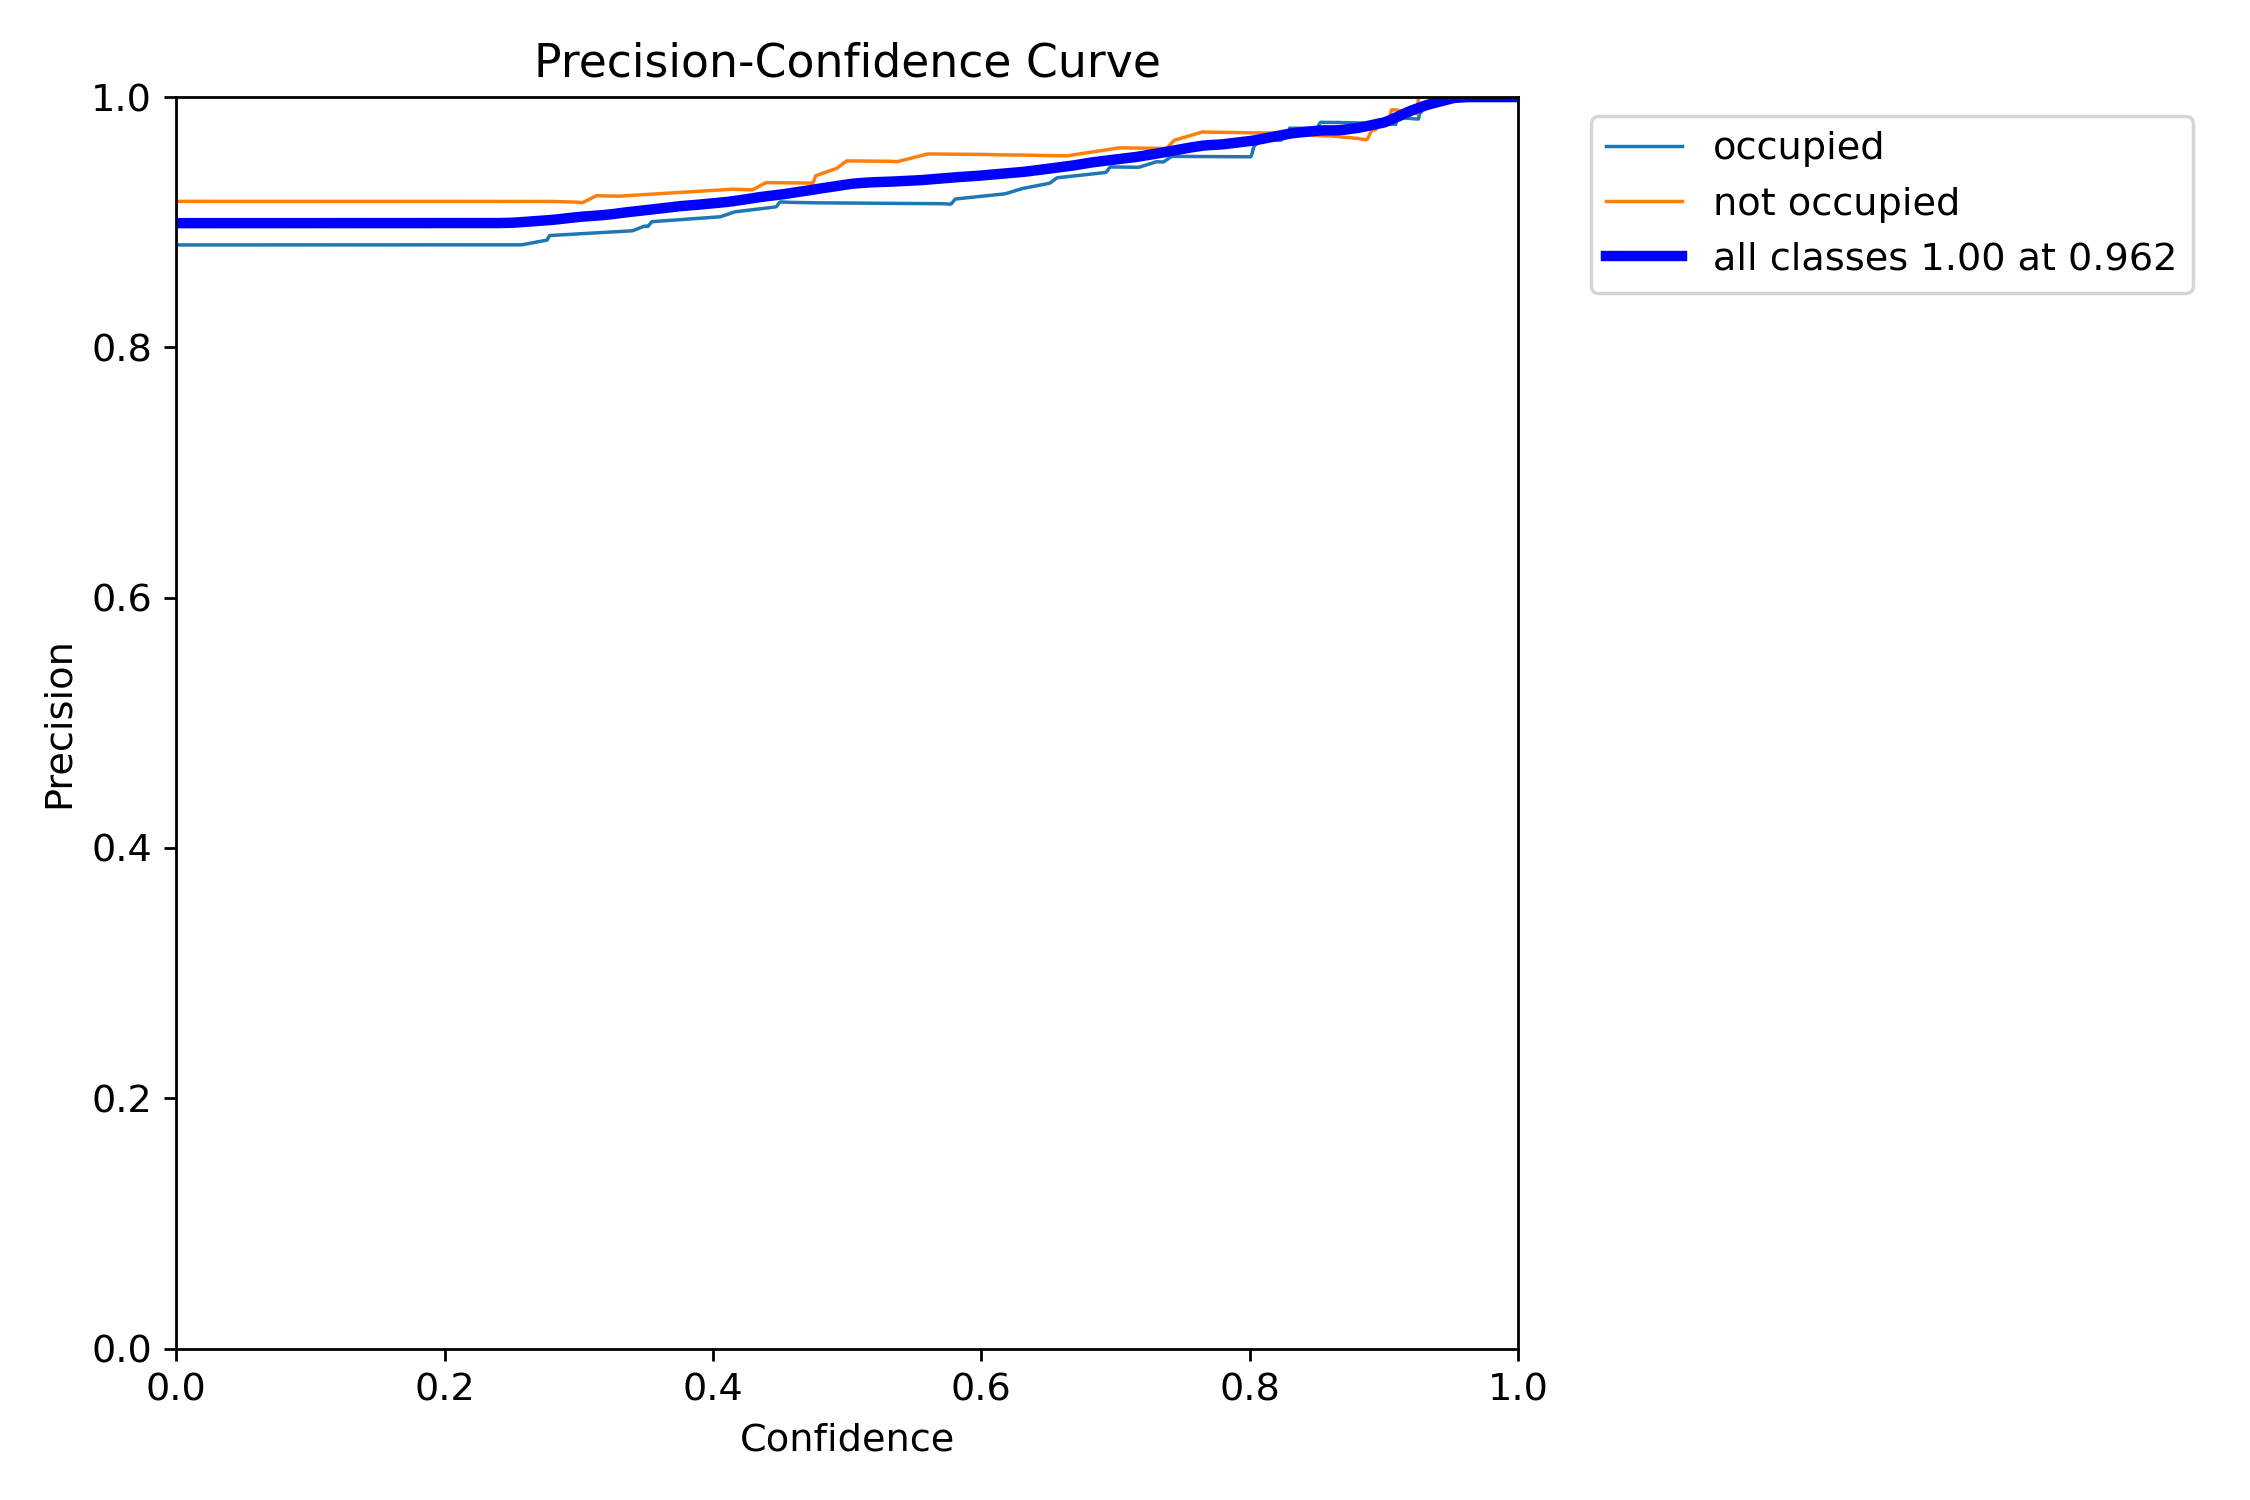 Precision-Confidence Curve
1.0
0.8
0.6
0.4
0.2
0.0
Precision
0.0 0.2 0.4 0.6 0.8 1.0
Confidence
occupied
not occupied
all classes 1.00 at 0.962